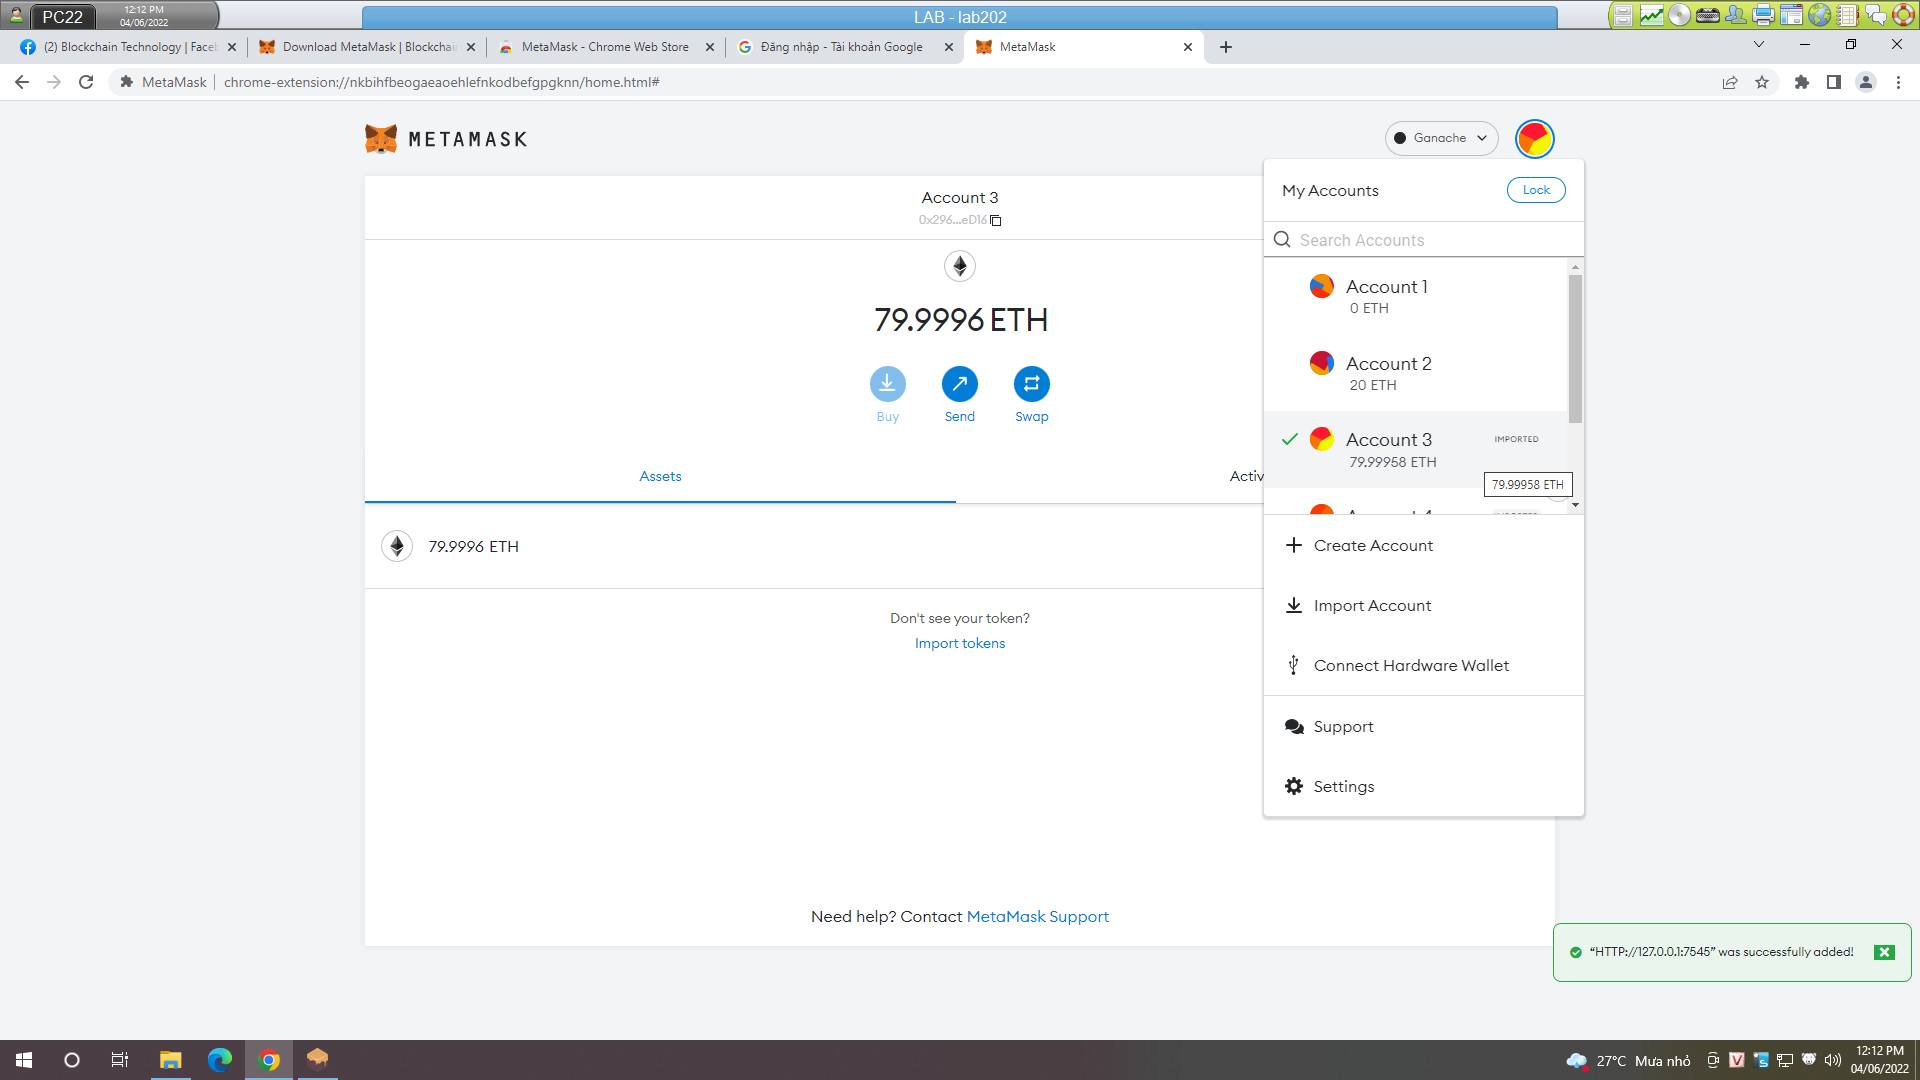 PC22
12:12 PM
04/06/2022
LAB - lab202
(2) Blockchain Technology | Face
Download MetaMask | Blockchai
MetaMask - Chrome Web Store
Đăng nhập - Tài khoản Google
MetaMask
MetaMask
chrome-extension://nkbihfbeogaeaoehlefnkodbefgpgknn/home.html#
METAMASK
Ganache
Account 3
0x296...eD16
79.9996 ETH
Buy
Send
Swap
Assets
Activ
79.9996 ETH
Don't see your token?
Import tokens
Need help? Contact MetaMask Support
My Accounts
Lock
Search Accounts
Account 1
0 ETH
Account 2
20 ETH
Account 3
IMPORTED
79.99958 ETH
79.99958 ETH
Create Account
Import Account
Connect Hardware Wallet
Support
Settings
“HTTP://127.0.0.1:7545” was successfully added!
27°C Mưa nhỏ
12:12 PM
04/06/2022